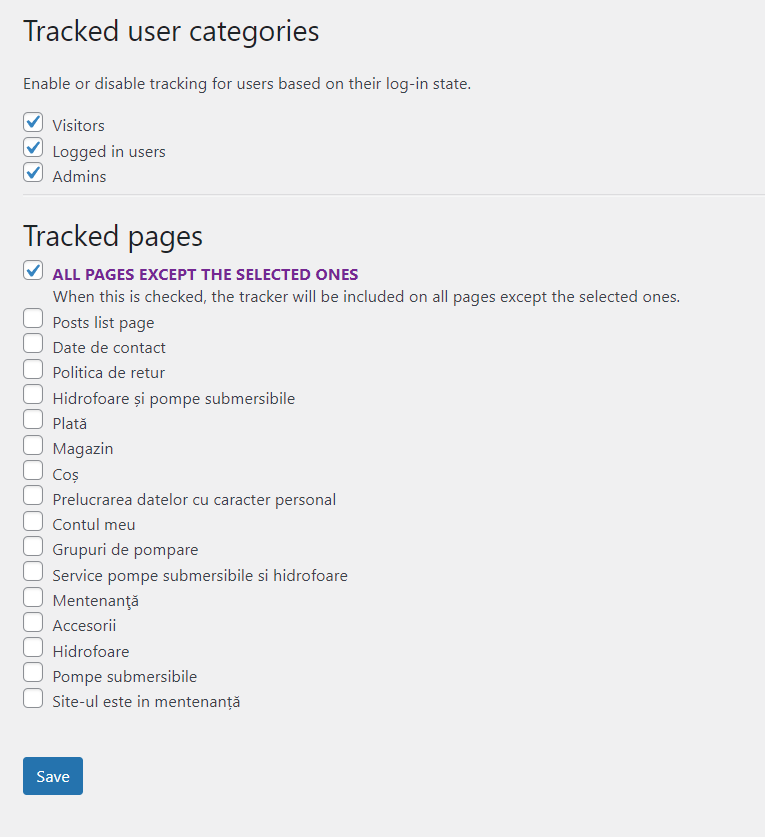 Tracked user categories
Enable or disable tracking for users based on their log-in state.
Visitors
Logged in users
Admins
Tracked pages
ALL PAGES EXCEPT THE SELECTED ONES
When this is checked, the tracker will be included on all pages except the selected ones.
Posts list page
Date de contact
Politica de retur
Hidrofoare și pompe submersibile
Plată
Magazin
Coș
Prelucrarea datelor cu caracter personal
Contul meu
Grupuri de pompare
Service pompe submersibile si hidrofoare
Mentenanţă
Accesorii
Hidrofoare
Pompe submersibile
Site-ul este in mentenanță
Save